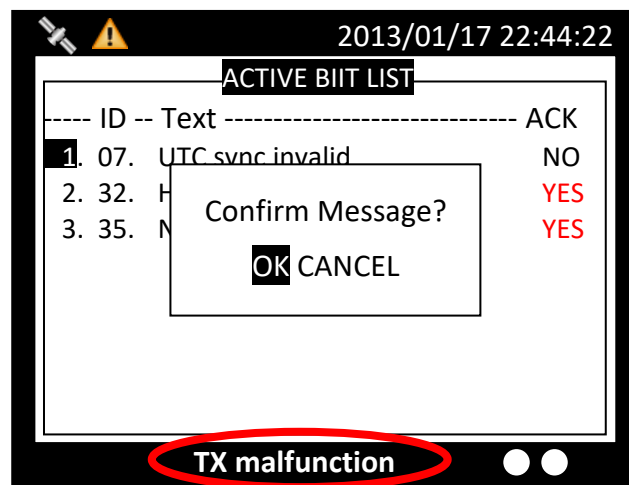 2013/01/17 22:44:22
ACTIVE BIIT LIST
----- ID -- Text ------------------------------ ACK
1. 07. UTC sync invalid NO
2. 32. H YES
3. 35. N YES
Confirm Message?
OK CANCEL
TX malfunction